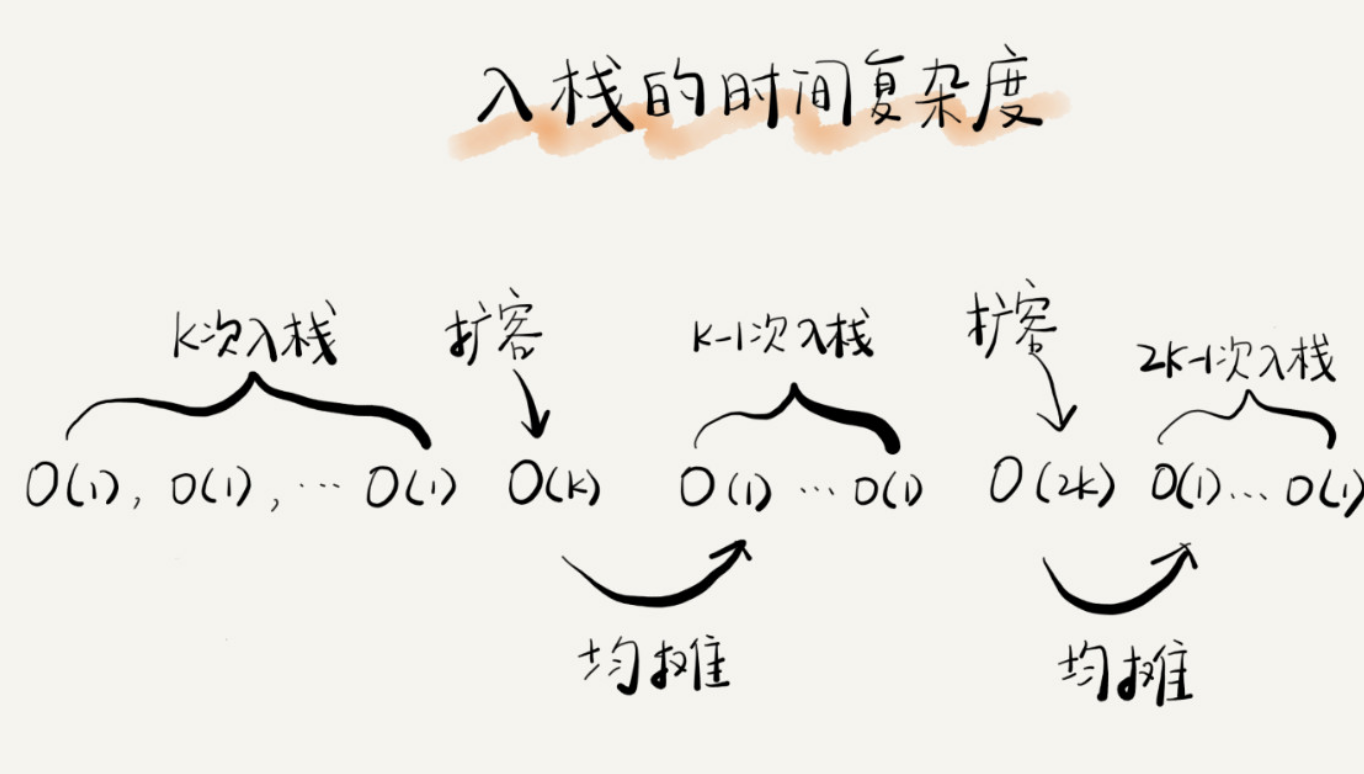 入栈的时间复杂度
K次入栈 扩容 K-1次入栈 扩容 2K-1次入栈
O(1), O(1), … O(1) O(K) O(1) … O(1) O(2K) O(1) … O(1)
均摊 均摊